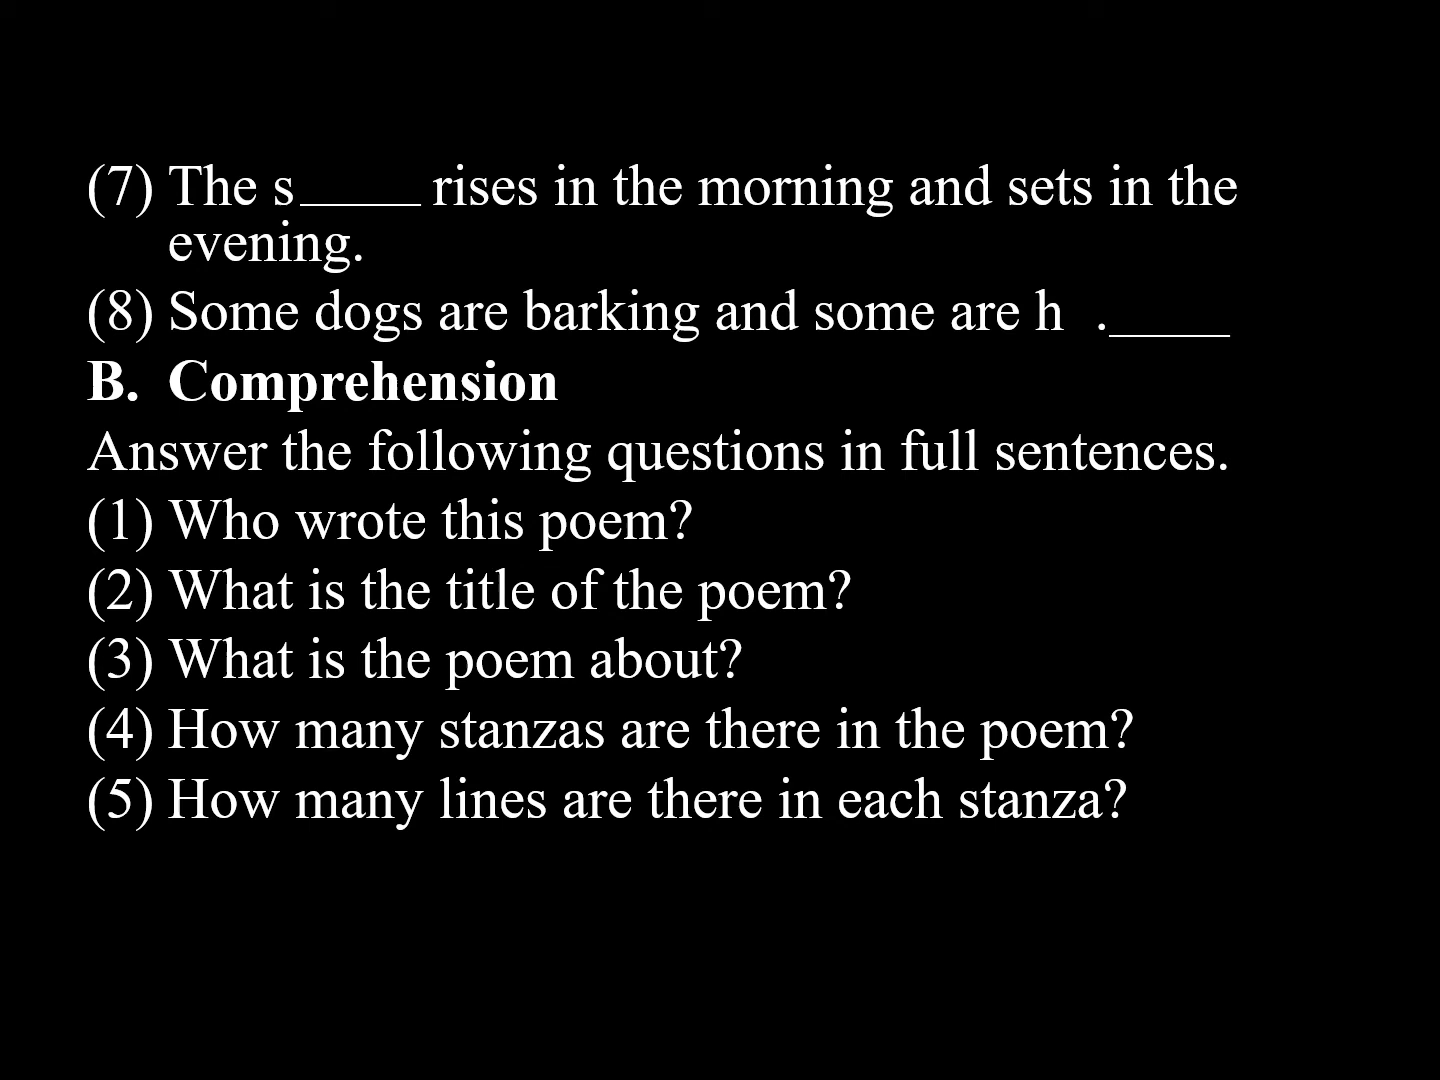 (7) The s_____ rises in the morning and sets in the
evening.
(8) Some dogs are barking and some are h ._____
B. Comprehension
Answer the following questions in full sentences.
(1) Who wrote this poem?
(2) What is the title of the poem?
(3) What is the poem about?
(4) How many stanzas are there in the poem?
(5) How many lines are there in each stanza?